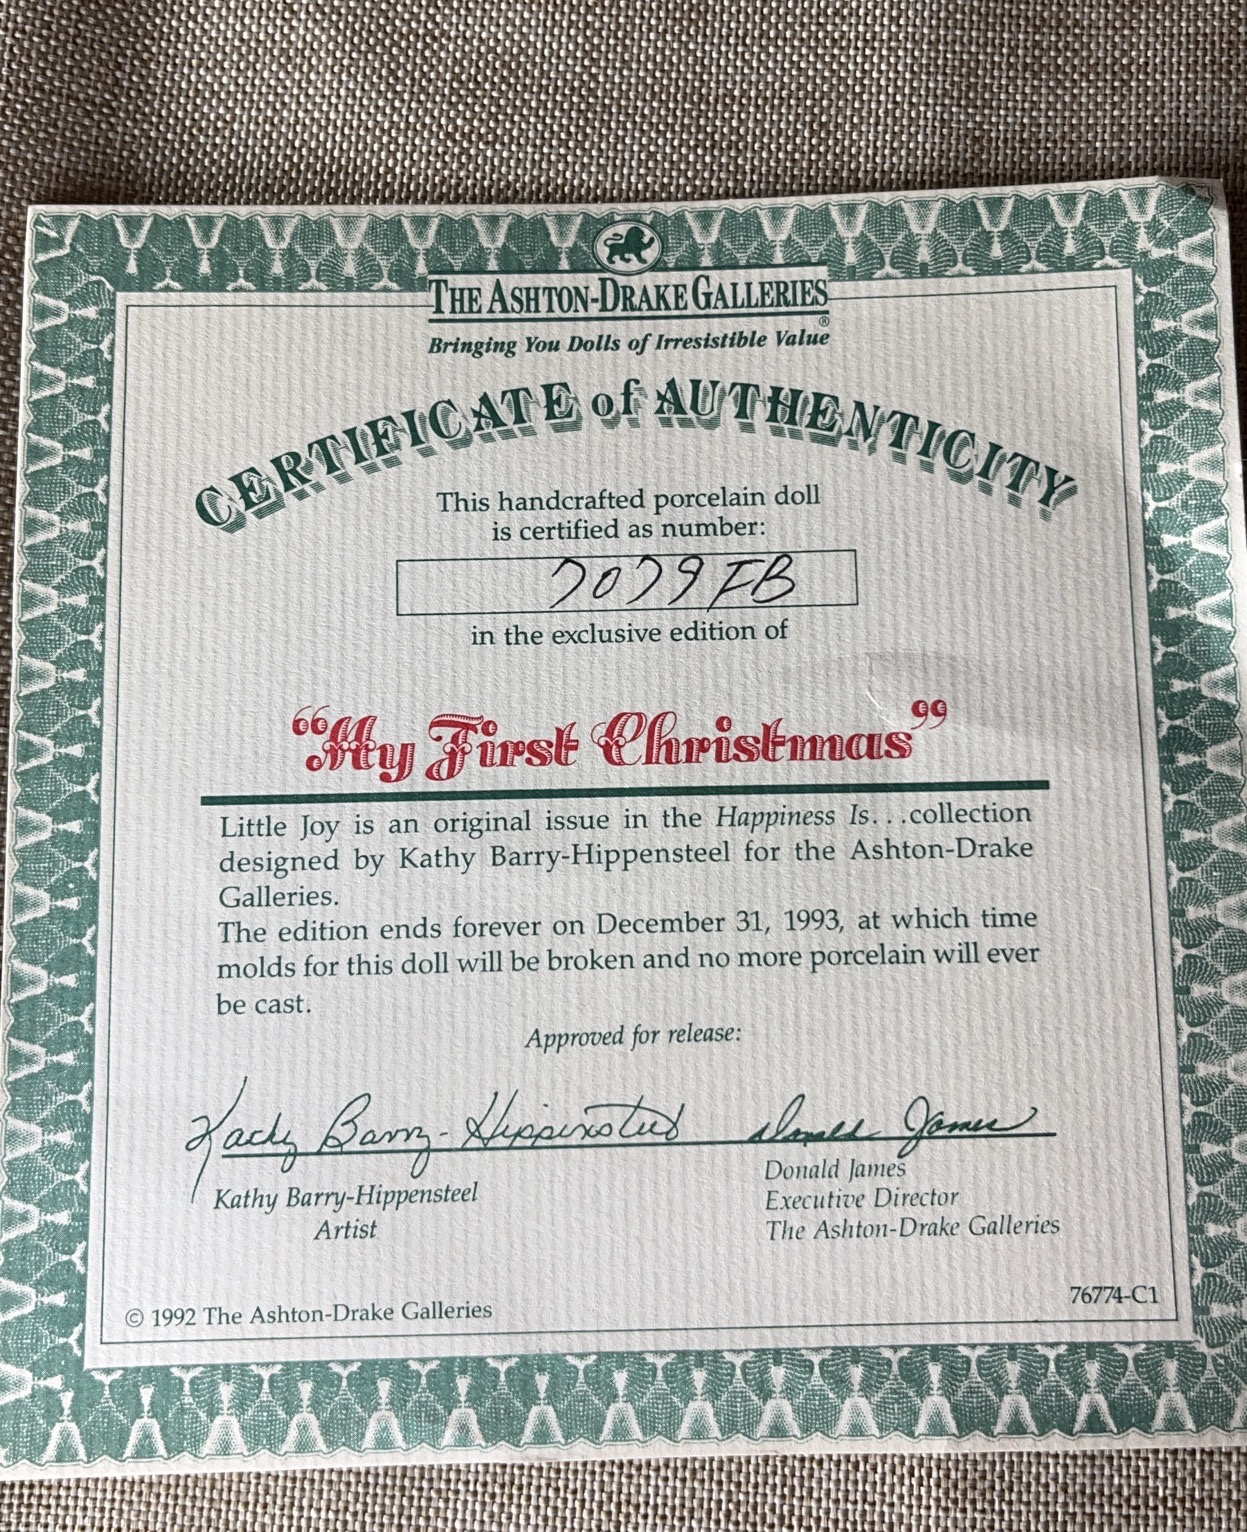 THE ASHTON-DRAKE GALLERIES
®
Bringing You Dolls of Irresistible Value
CERTIFICATE of AUTHENTICITY
This handcrafted porcelain doll
is certified as number:
7079FB
in the exclusive edition of
“My First Christmas”
Little Joy is an original issue in the Happiness Is...collection
designed by Kathy Barry-Hippensteel for the Ashton-Drake
Galleries.
The edition ends forever on December 31, 1993, at which time
molds for this doll will be broken and no more porcelain will ever
be cast.
Approved for release:
Kathy Barry-Hippensteel Donald James
Kathy Barry-Hippensteel
Artist
Donald James
Executive Director
The Ashton-Drake Galleries
© 1992 The Ashton-Drake Galleries
76774-C1